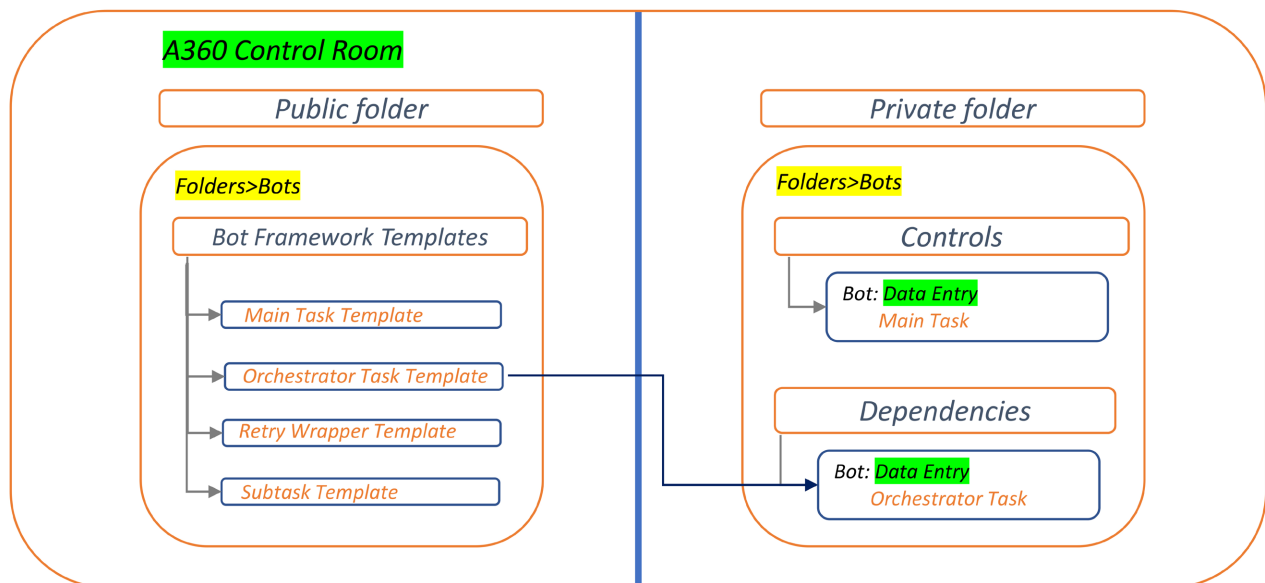 A360 Control Room
Public folder
Folders>Bots
Bot Framework Templates
Main Task Template
Orchestrator Task Template
Retry Wrapper Template
Subtask Template
Private folder
Folders>Bots
Controls
Bot: Data Entry
Main Task
Dependencies
Bot: Data Entry
Orchestrator Task